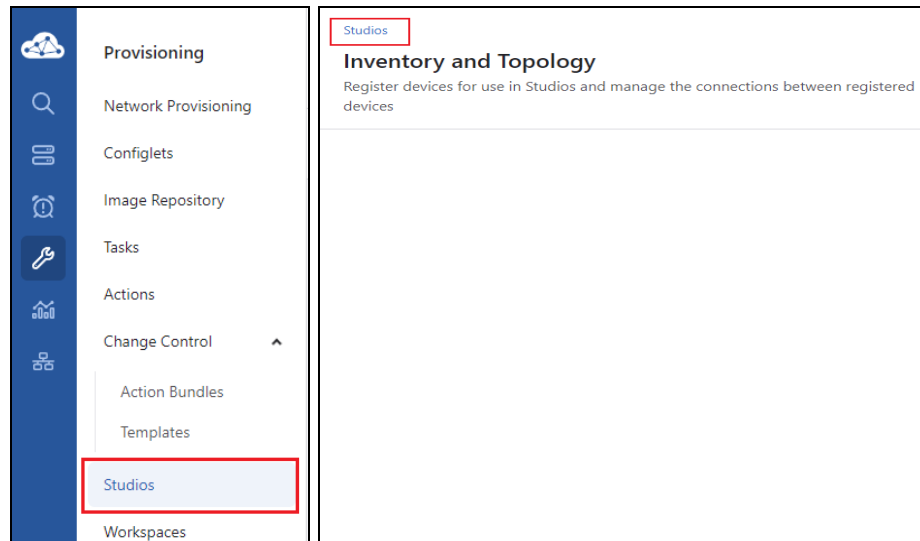 Provisioning
Network Provisioning
Configlets
Image Repository
Tasks
Actions
Change Control
Action Bundles
Templates
Studios
Workspaces
Studios
Inventory and Topology
Register devices for use in Studios and manage the connections between registered
devices